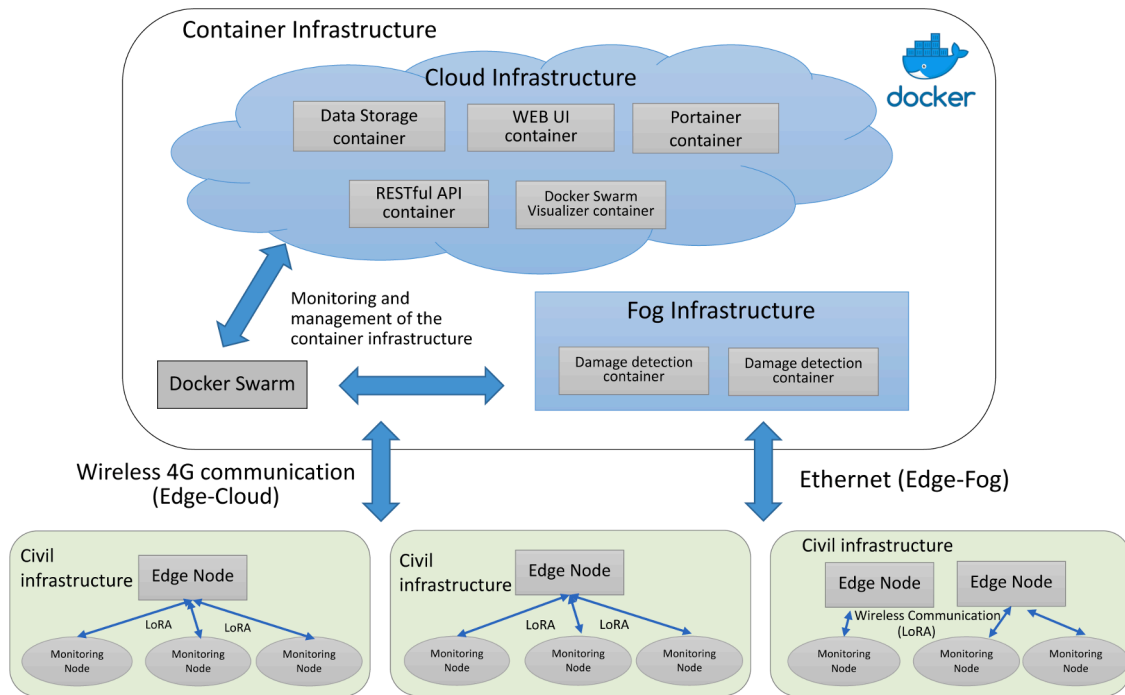 Container Infrastructure
Cloud Infrastructure
docker
Data Storage
container
WEB UI
container
Portainer
container
RESTful API
container
Docker Swarm
Visualizer container
Monitoring and
management of the
container infrastructure
Fog Infrastructure
Damage detection
container
Damage detection
container
Docker Swarm
Wireless 4G communication
(Edge-Cloud)
Ethernet (Edge-Fog)
Civil
infrastructure
Edge Node
LoRA
LoRA
Monitoring
Node
Monitoring
Node
Monitoring
Node
Civil
infrastructure
Edge Node
LoRA
LoRA
Monitoring
Node
Monitoring
Node
Monitoring
Node
Civil infrastructure
Edge Node
Edge Node
Wireless Communication
(LoRA)
Monitoring
Node
Monitoring
Node
Monitoring
Node